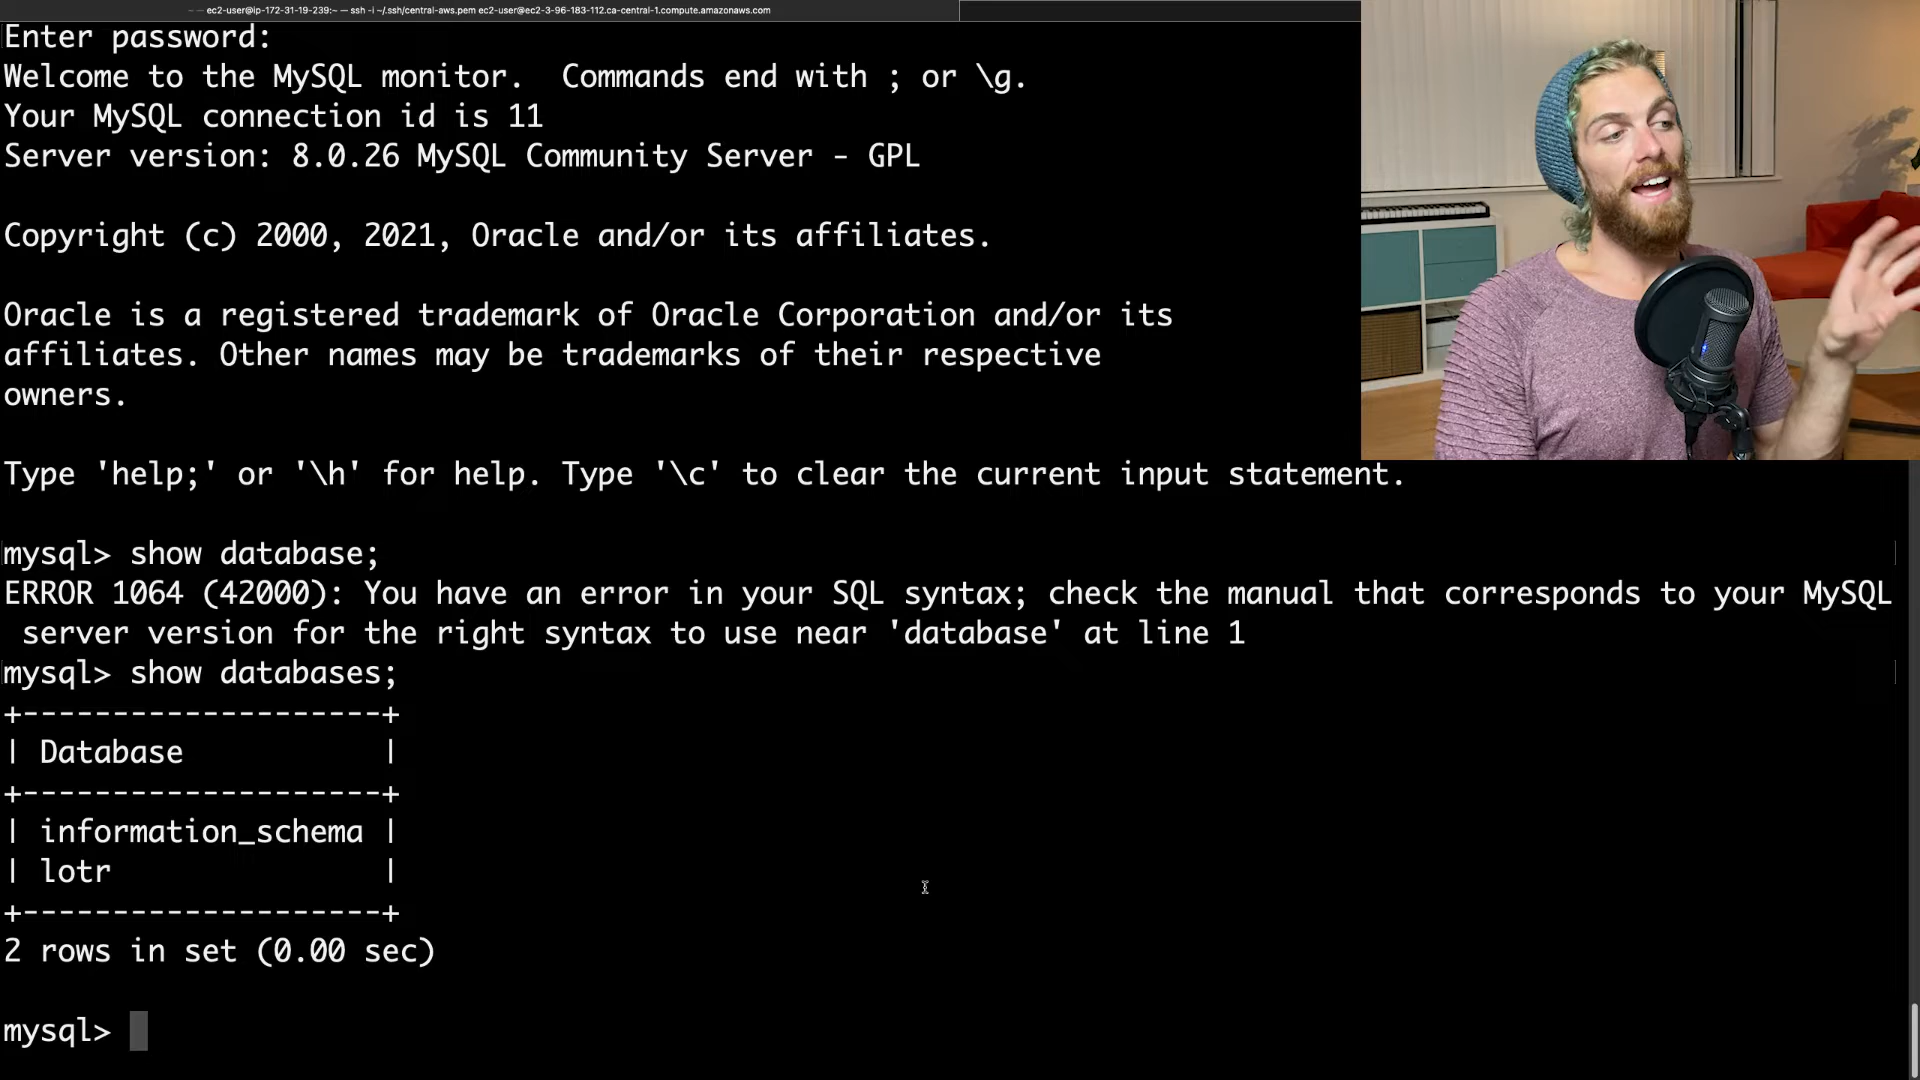 ec2-user@ip-172-31-19-239:~ — ssh -i ~/.ssh/central-aws.pem ec2-user@ec2-3-96-183-112.ca-central-1.compute.amazonaws.com
Enter password:
Welcome to the MySQL monitor.  Commands end with ; or \g.
Your MySQL connection id is 11
Server version: 8.0.26 MySQL Community Server - GPL
Copyright (c) 2000, 2021, Oracle and/or its affiliates.
Oracle is a registered trademark of Oracle Corporation and/or its
affiliates. Other names may be trademarks of their respective
owners.
Type 'help;' or '\h' for help. Type '\c' to clear the current input statement.
mysql> show database;
ERROR 1064 (42000): You have an error in your SQL syntax; check the manual that corresponds to your MySQL
 server version for the right syntax to use near 'database' at line 1
mysql> show databases;
+--------------------+
| Database           |
+--------------------+
| information_schema |
| lotr               |
+--------------------+
2 rows in set (0.00 sec)
mysql>